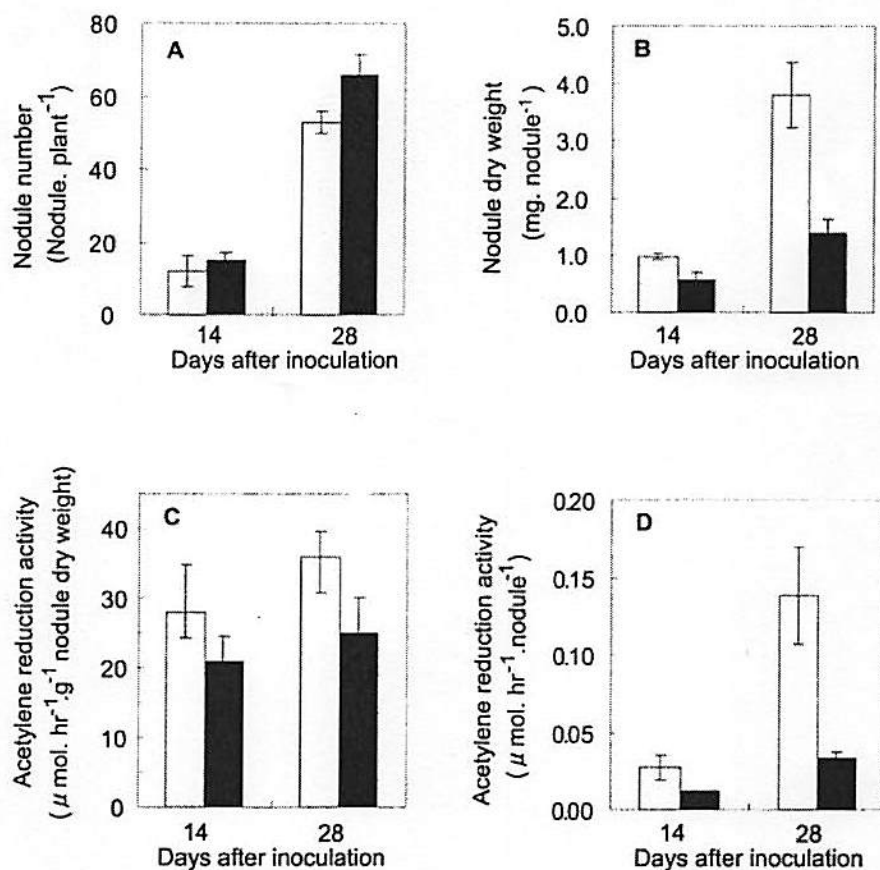 A
Nodule number
(Nodule. plant⁻¹)
80
60
40
20
0
14 28
Days after inoculation
B
Nodule dry weight
(mg. nodule⁻¹)
5.0
4.0
3.0
2.0
1.0
0.0
14 28
Days after inoculation
C
Acetylene reduction activity
(μ mol. hr⁻¹.g⁻¹ nodule dry weight)
40
30
20
10
0
14 28
Days after inoculation
D
Acetylene reduction activity
(μ mol. hr⁻¹.nodule⁻¹)
0.20
0.15
0.10
0.05
0.00
14 28
Days after inoculation